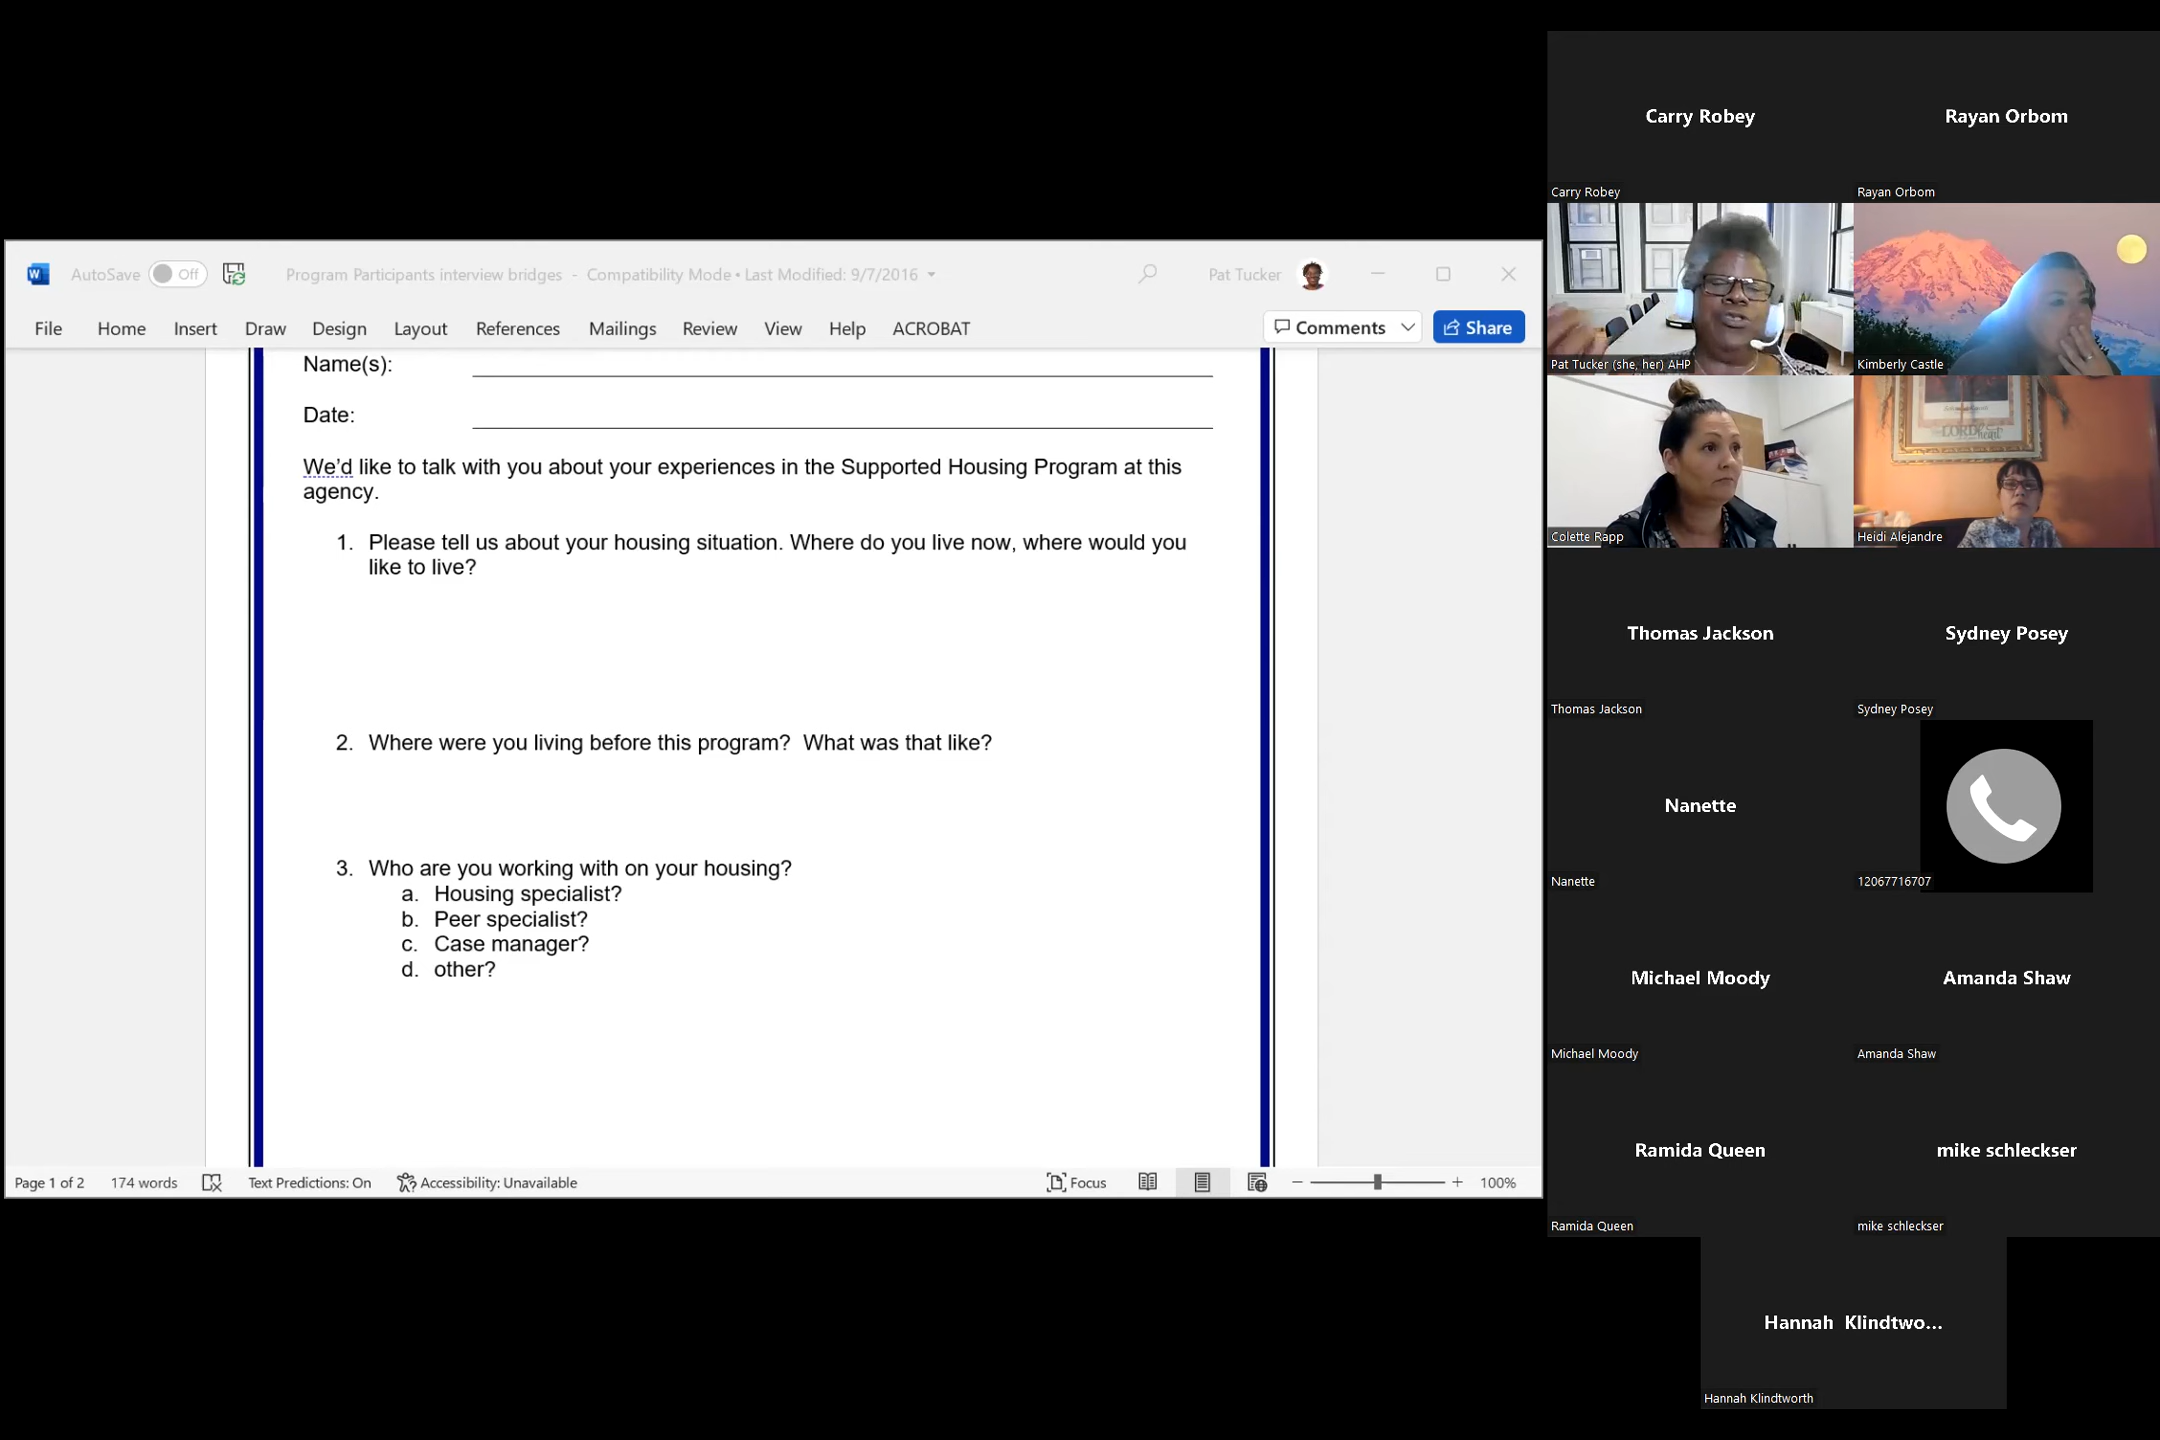 AutoSave Off Program Participants interview bridges - Compatibility Mode • Last Modified: 9/7/2016 Pat Tucker
File Home Insert Draw Design Layout References Mailings Review View Help ACROBAT Comments Share
Name(s):
Date:
We'd like to talk with you about your experiences in the Supported Housing Program at this
agency.
1. Please tell us about your housing situation. Where do you live now, where would you
like to live?
2. Where were you living before this program? What was that like?
3. Who are you working with on your housing?
a. Housing specialist?
b. Peer specialist?
c. Case manager?
d. other?
Page 1 of 2 174 words Text Predictions: On Accessibility: Unavailable Focus 100%
Carry Robey
Carry Robey
Rayan Orbom
Rayan Orbom
Pat Tucker (she, her) AHP
Kimberly Castle
Colette Rapp
LORD
heart
Heidi Alejandre
Thomas Jackson
Thomas Jackson
Sydney Posey
Sydney Posey
Nanette
Nanette
12067716707
Michael Moody
Michael Moody
Amanda Shaw
Amanda Shaw
Ramida Queen
Ramida Queen
mike schleckser
mike schleckser
Hannah Klindtwo...
Hannah Klindtworth